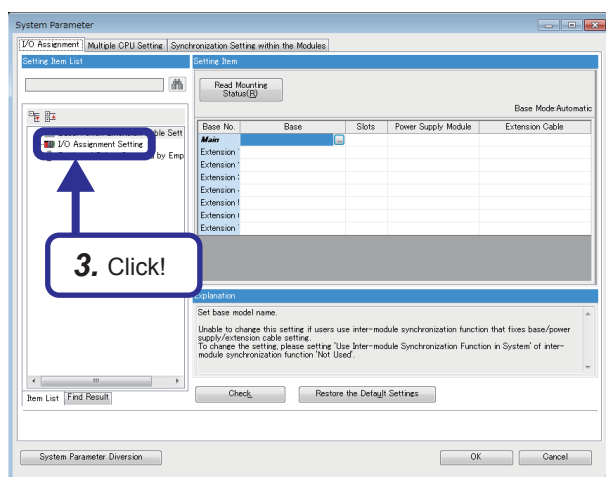 System Parameter
I/O Assignment Multiple CPU Setting Synchronization Setting within the Modules
Setting Item List
Setting Item
Read Mounting
Status(R)
Base Mode:Automatic
Base No. Base Slots Power Supply Module Extension Cable
Main
Extension
Extension
Extension
Extension
Extension
Extension
Extension
ble Sett
I/O Assignment Setting
by Emp
3. Click!
Explanation
Set base model name.
Unable to change this setting if users use inter-module synchronization function that fixes base/power
supply/extension cable setting.
To change the setting, please setting 'Use Inter-module Synchronization Function in System' of inter-
module synchronization function 'Not Used'.
Item List Find Result
Check Restore the Default Settings
System Parameter Diversion OK Cancel